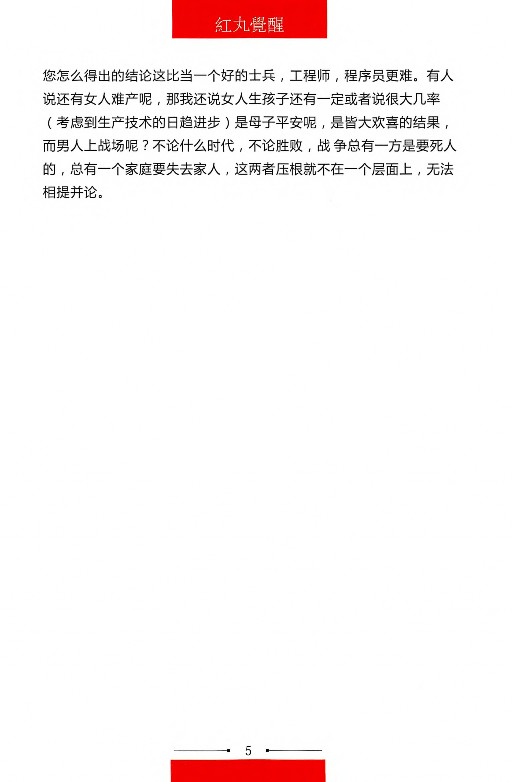 紅丸覺醒
您怎么得出的结论这比当一个好的士兵，工程师，程序员更难。有人
说还有女人难产呢，那我还说女人生孩子还有一定或者说很大几率
（考虑到生产技术的日趋进步）是母子平安呢，是皆大欢喜的结果，
而男人上战场呢？不论什么时代，不论胜败，战争总有一方是要死人
的，总有一个家庭要失去家人，这两者压根就不在一个层面上，无法
相提并论。
5